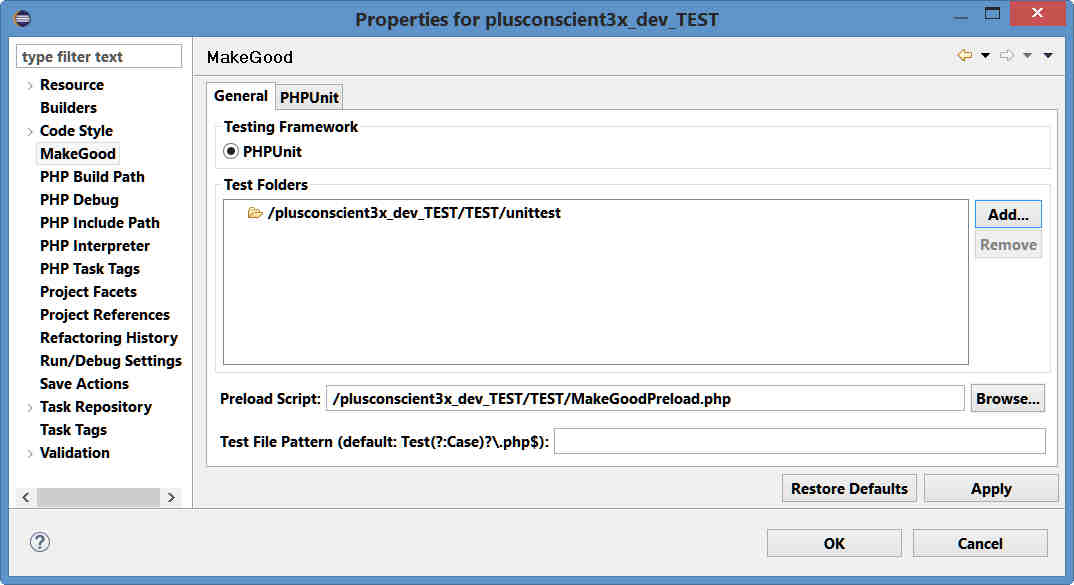 Properties for plusconscient3x_dev_TEST
type filter text
Resource
Builders
Code Style
MakeGood
PHP Build Path
PHP Debug
PHP Include Path
PHP Interpreter
PHP Task Tags
Project Facets
Project References
Refactoring History
Run/Debug Settings
Save Actions
Task Repository
Task Tags
Validation
MakeGood
General PHPUnit
Testing Framework
PHPUnit
Test Folders
/plusconscient3x_dev_TEST/TEST/unittest
Add...
Remove
Preload Script: /plusconscient3x_dev_TEST/TEST/MakeGoodPreload.php Browse...
Test File Pattern (default: Test(?:Case)?\.php$):
Restore Defaults Apply
? OK Cancel